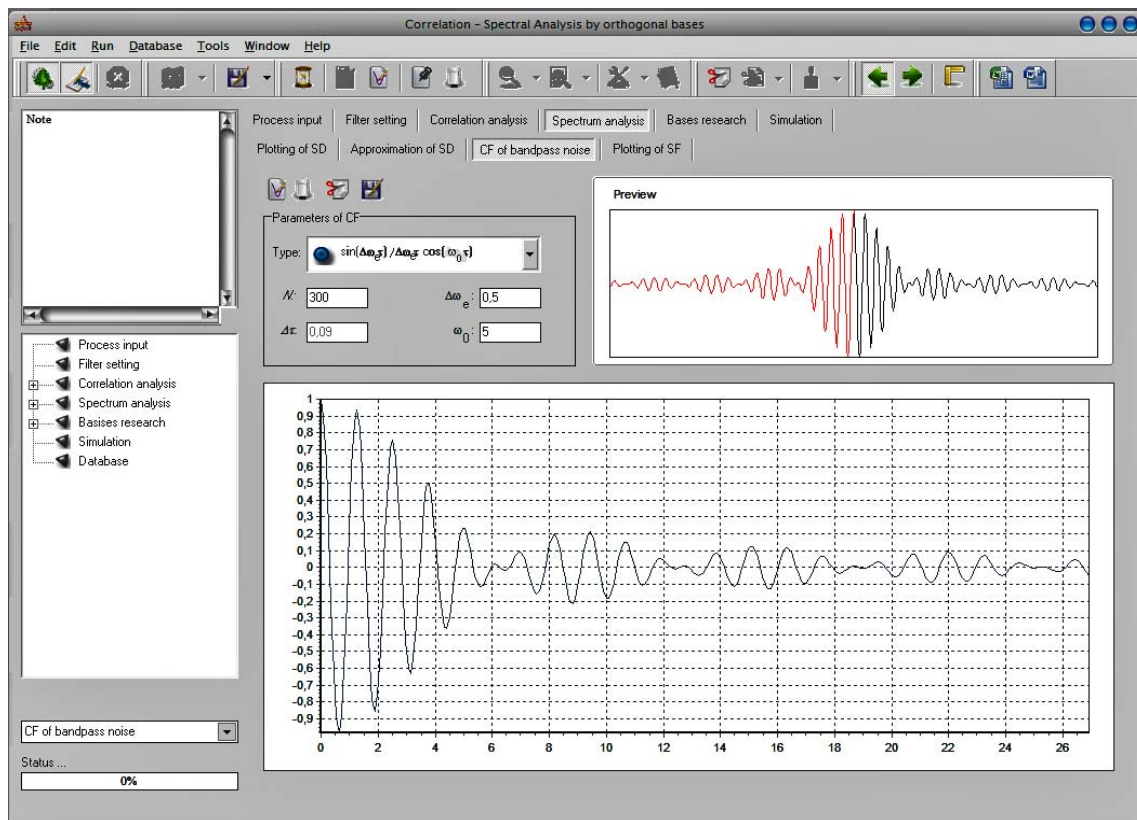 Correlation - Spectral Analysis by orthogonal bases
File Edit Run Database Tools Window Help
Note
Process input Filter setting Correlation analysis Spectrum analysis Bases research Simulation
Plotting of SD Approximation of SD CF of bandpass noise Plotting of SF
Parameters of CF
Type: sin(Δωₑτ)/Δωₑτ cos(ω₀τ)
N: 300 Δωₑ: 0,5
Δτ: 0,09 ω₀: 5
Preview
Process input
Filter setting
Correlation analysis
Spectrum analysis
Basises research
Simulation
Database
1
0,9
0,8
0,7
0,6
0,5
0,4
0,3
0,2
0,1
0
-0,1
-0,2
-0,3
-0,4
-0,5
-0,6
-0,7
-0,8
-0,9
0 2 4 6 8 10 12 14 16 18 20 22 24 26
CF of bandpass noise
Status ...
0%